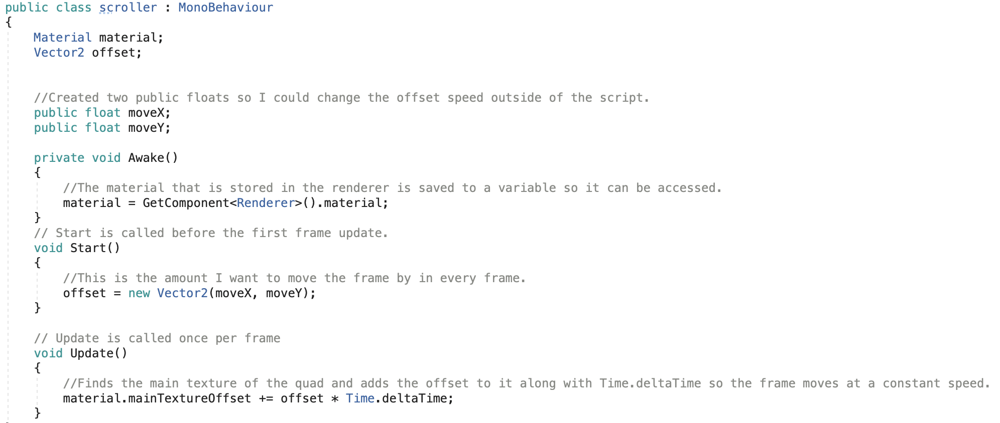 public class scroller : MonoBehaviour
{
    Material material;
    Vector2 offset;
    //Created two public floats so I could change the offset speed outside of the script.
    public float moveX;
    public float moveY;
    private void Awake()
    {
        //The material that is stored in the renderer is saved to a variable so it can be accessed.
        material = GetComponent<Renderer>().material;
    }
    // Start is called before the first frame update.
    void Start()
    {
        //This is the amount I want to move the frame by in every frame.
        offset = new Vector2(moveX, moveY);
    }
    // Update is called once per frame
    void Update()
    {
        //Finds the main texture of the quad and adds the offset to it along with Time.deltaTime so the frame moves at a constant speed.
        material.mainTextureOffset += offset * Time.deltaTime;
    }